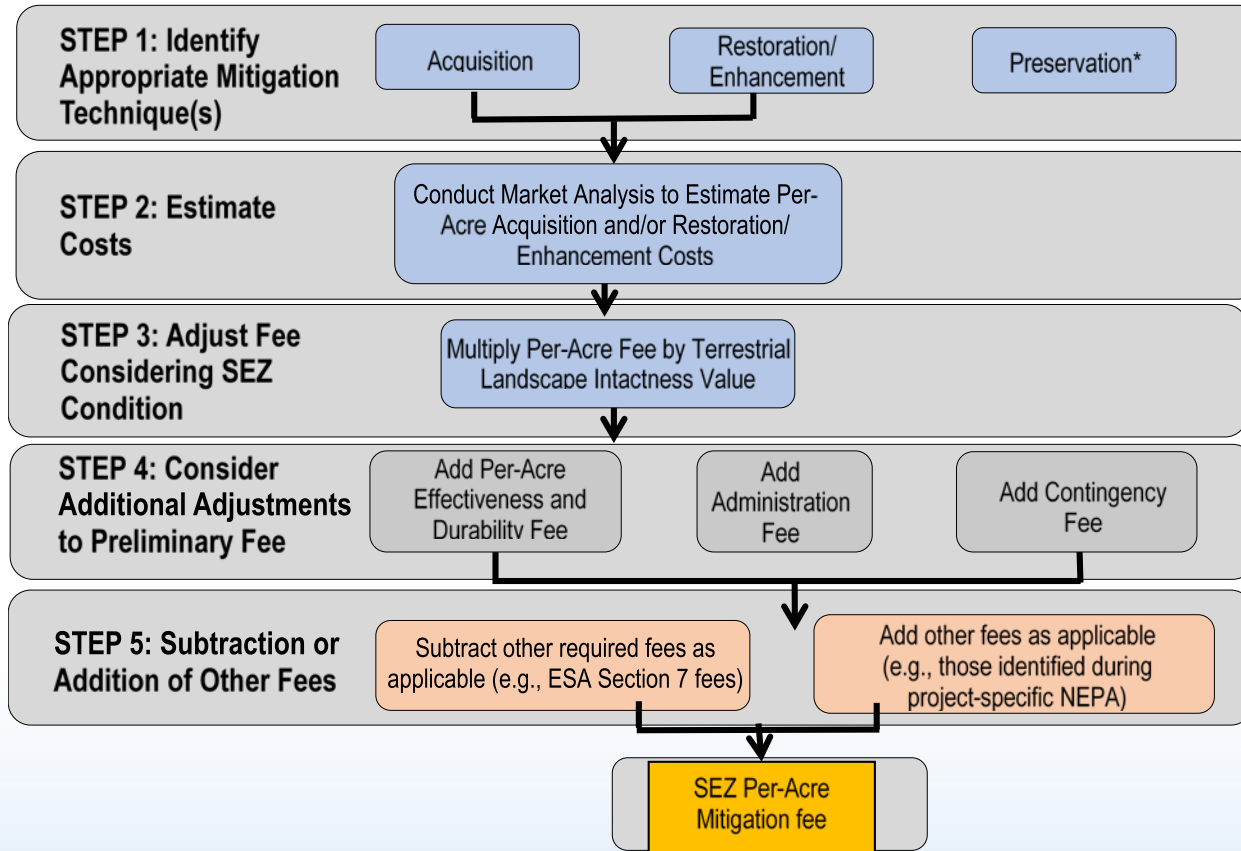 STEP 1: Identify
Appropriate Mitigation
Technique(s)
Acquisition
Restoration/
Enhancement
Preservation*
STEP 2: Estimate
Costs
Conduct Market Analysis to Estimate Per-
Acre Acquisition and/or Restoration/
Enhancement Costs
STEP 3: Adjust Fee
Considering SEZ
Condition
Multiply Per-Acre Fee by Terrestrial
Landscape Intactness Value
STEP 4: Consider
Additional Adjustments
to Preliminary Fee
Add Per-Acre
Effectiveness and
Durability Fee
Add
Administration
Fee
Add Contingency
Fee
STEP 5: Subtraction or
Addition of Other Fees
Subtract other required fees as
applicable (e.g., ESA Section 7 fees)
Add other fees as applicable
(e.g., those identified during
project-specific NEPA)
SEZ Per-Acre
Mitigation fee